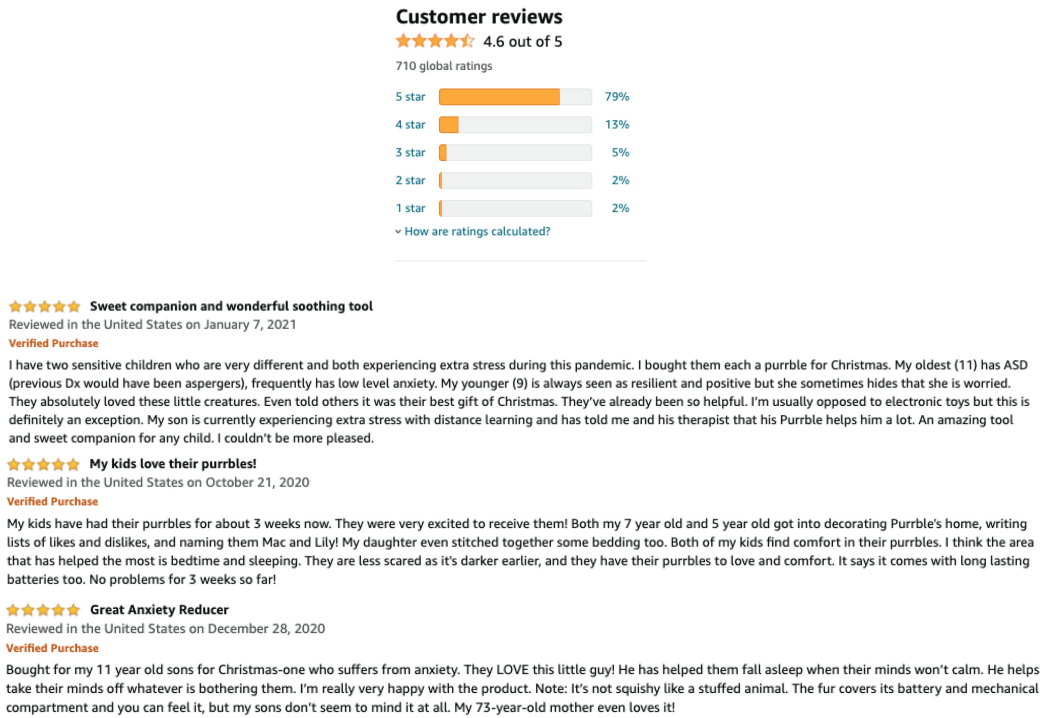 Customer reviews
4.6 out of 5
710 global ratings
5 star 79%
4 star 13%
3 star 5%
2 star 2%
1 star 2%
How are ratings calculated?
Sweet companion and wonderful soothing tool
Reviewed in the United States on January 7, 2021
Verified Purchase
I have two sensitive children who are very different and both experiencing extra stress during this pandemic. I bought them each a purrble for Christmas. My oldest (11) has ASD
(previous Dx would have been aspergers), frequently has low level anxiety. My younger (9) is always seen as resilient and positive but she sometimes hides that she is worried.
They absolutely loved these little creatures. Even told others it was their best gift of Christmas. They've already been so helpful. I'm usually opposed to electronic toys but this is
definitely an exception. My son is currently experiencing extra stress with distance learning and has told me and his therapist that his Purrble helps him a lot. An amazing tool
and sweet companion for any child. I couldn't be more pleased.
My kids love their purrbles!
Reviewed in the United States on October 21, 2020
Verified Purchase
My kids have had their purrbles for about 3 weeks now. They were very excited to receive them! Both my 7 year old and 5 year old got into decorating Purrble's home, writing
lists of likes and dislikes, and naming them Mac and Lily! My daughter even stitched together some bedding too. Both of my kids find comfort in their purrbles. I think the area
that has helped the most is bedtime and sleeping. They are less scared as it's darker earlier, and they have their purrbles to love and comfort. It says it comes with long lasting
batteries too. No problems for 3 weeks so far!
Great Anxiety Reducer
Reviewed in the United States on December 28, 2020
Verified Purchase
Bought for my 11 year old sons for Christmas-one who suffers from anxiety. They LOVE this little guy! He has helped them fall asleep when their minds won't calm. He helps
take their minds off whatever is bothering them. I'm really very happy with the product. Note: It's not squishy like a stuffed animal. The fur covers its battery and mechanical
compartment and you can feel it, but my sons don't seem to mind it at all. My 73-year-old mother even loves it!